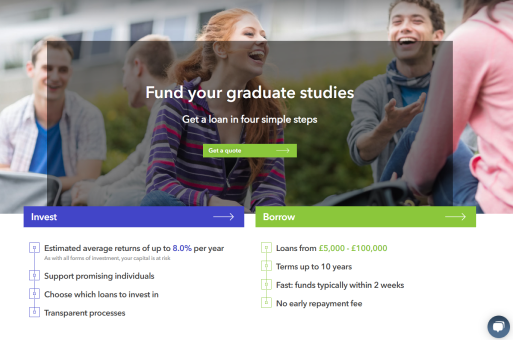 Fund your graduate studies
Get a loan in four simple steps
Get a quote
Invest
Estimated average returns of up to 8.0% per year
As with all forms of investment, your capital is at risk
Support promising individuals
Choose which loans to invest in
Transparent processes
Borrow
Loans from £5,000 - £100,000
Terms up to 10 years
Fast: funds typically within 2 weeks
No early repayment fee